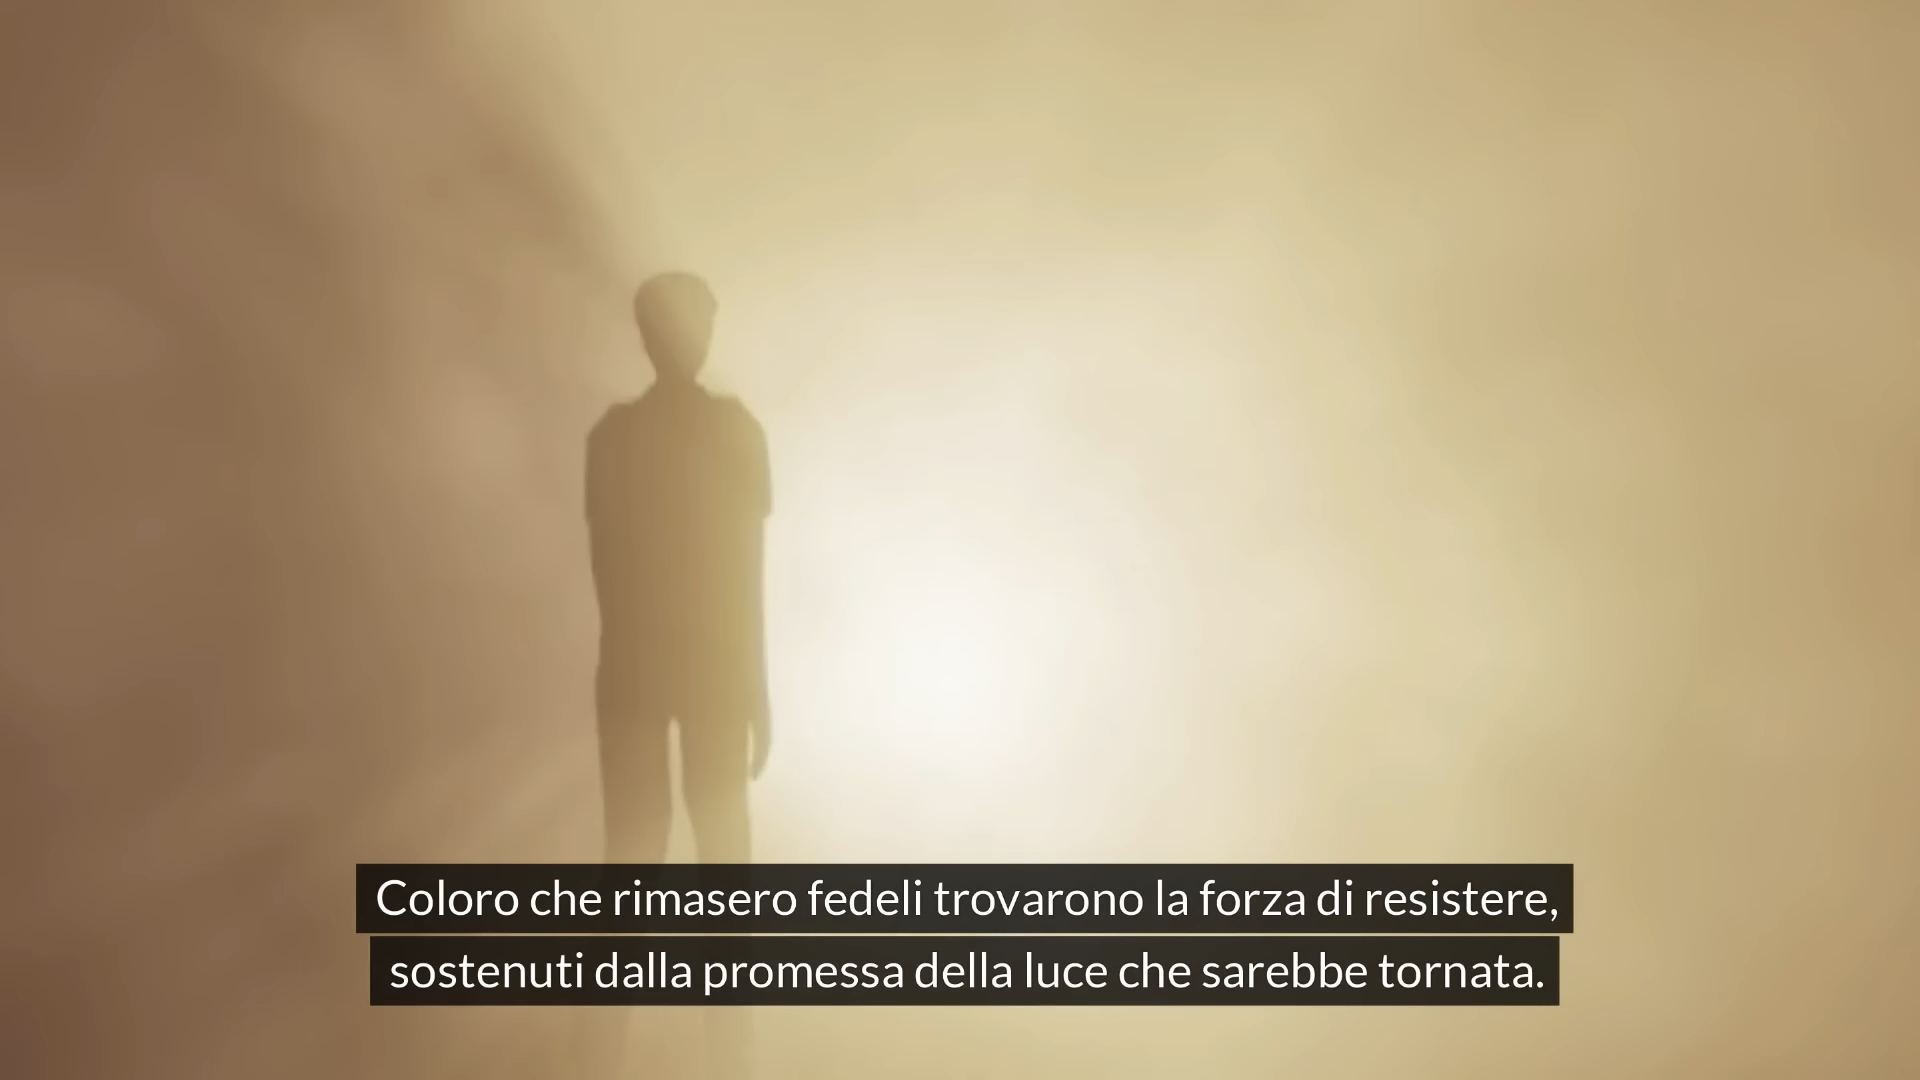 Coloro che rimasero fedeli trovarono la forza di resistere,
sostenuti dalla promessa della luce che sarebbe tornata.